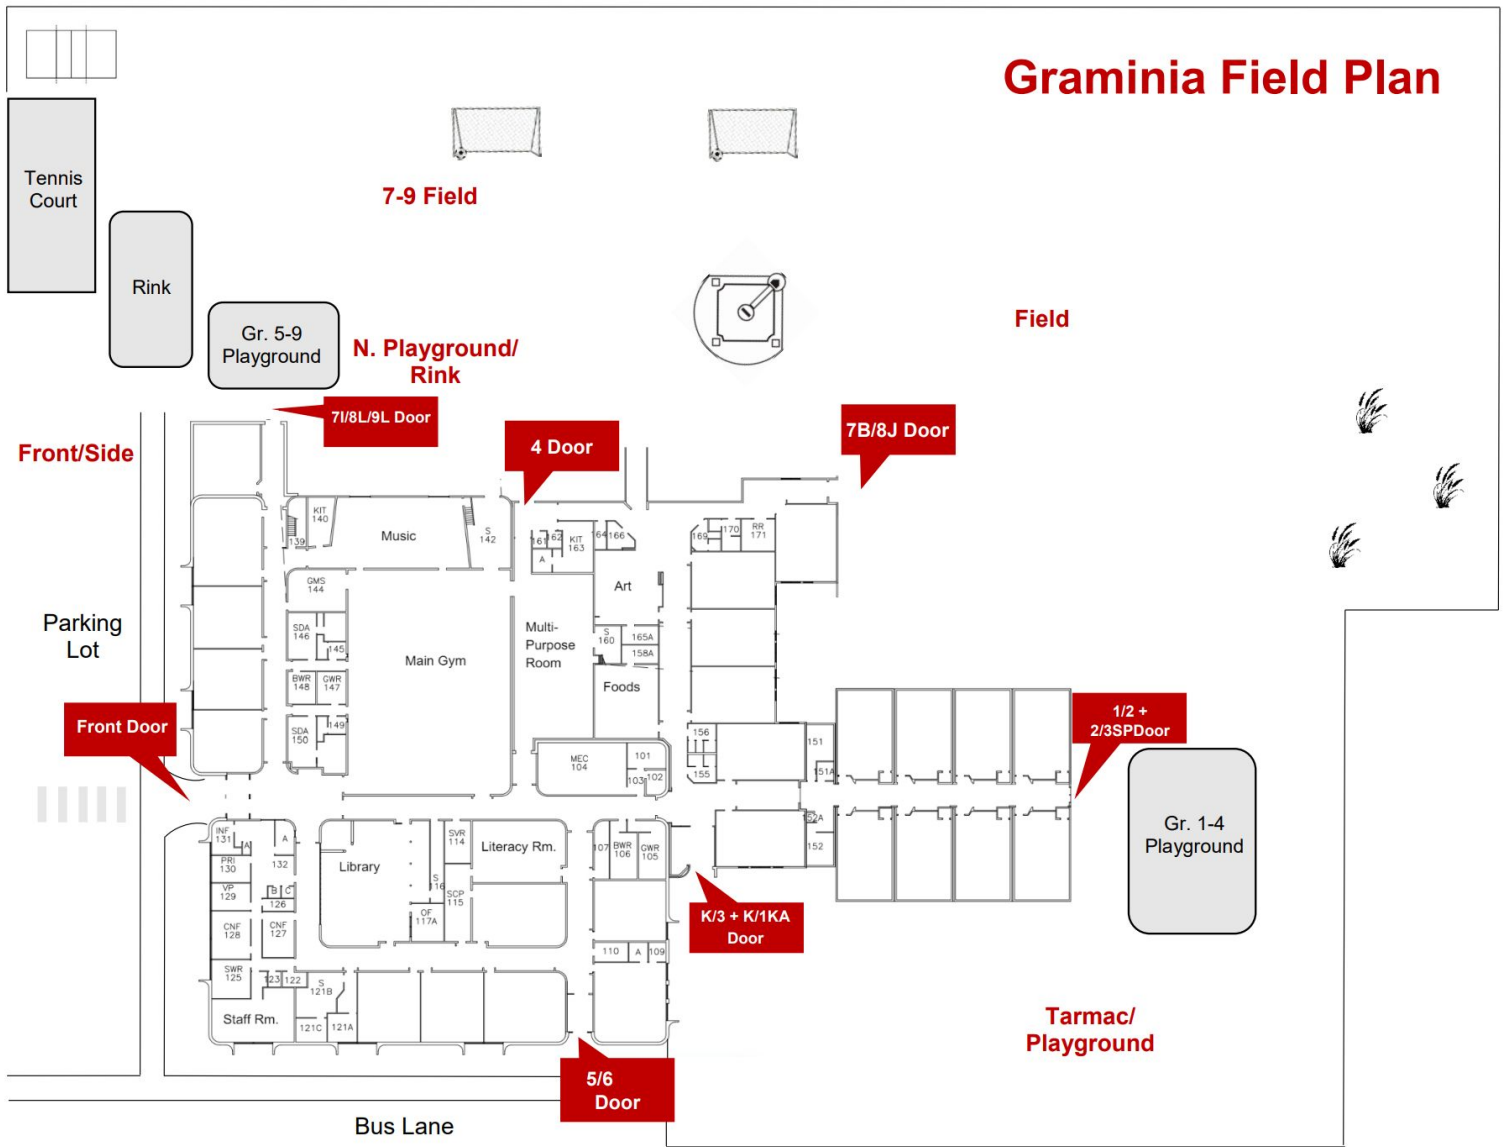 Graminia Field Plan
Tennis
Court
7-9 Field
Rink
Gr. 5-9
Playground
N. Playground/
Rink
Field
7I/8L/9L Door
4 Door
7B/8J Door
Front/Side
KIT
140
139
Music
S
142
161
162
A
KIT
163
164
166
169
170
RR
171
GMS
144
Art
Parking
Lot
SDA
146
145
Main Gym
Multi-
Purpose
Room
S
160
165A
158A
BWR
148
GWR
147
Foods
Front Door
SDA
150
149
156
155
151
151A
1/2 +
2/3SPDoor
MEC
104
101
103
102
INF
131
A
A
132
PRI
130
VP
129
B
C
126
CNF
128
CNF
127
SWR
125
123
122
S
121B
Staff Rm.
121C
121A
Library
S
116
OF
117A
SVR
114
SCP
115
Literacy Rm.
107
BWR
106
GWR
105
152A
152
Gr. 1-4
Playground
K/3 + K/1KA
Door
110
A
109
Tarmac/
Playground
5/6
Door
Bus Lane